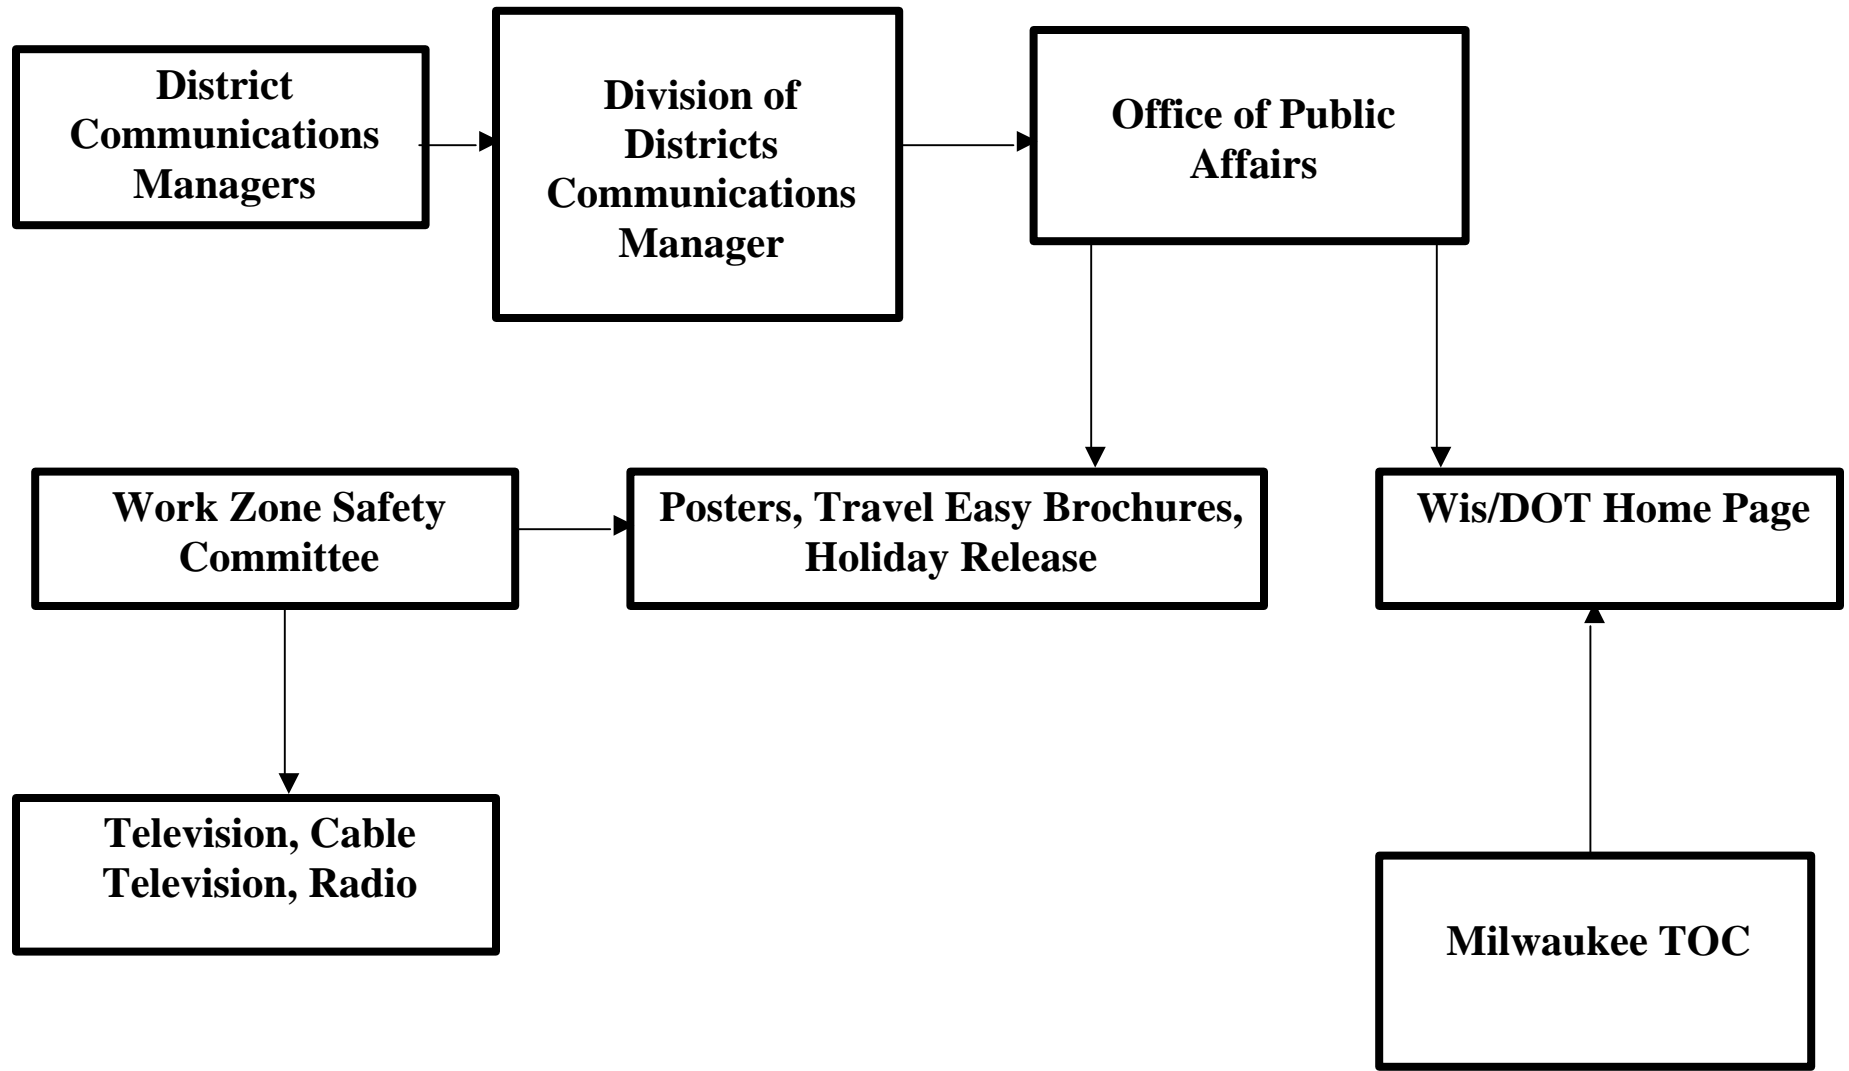 District
Communications
Managers
Division of
Districts
Communications
Manager
Office of Public
Affairs
Work Zone Safety
Committee
Posters, Travel Easy Brochures,
Holiday Release
Wis/DOT Home Page
Television, Cable
Television, Radio
Milwaukee TOC